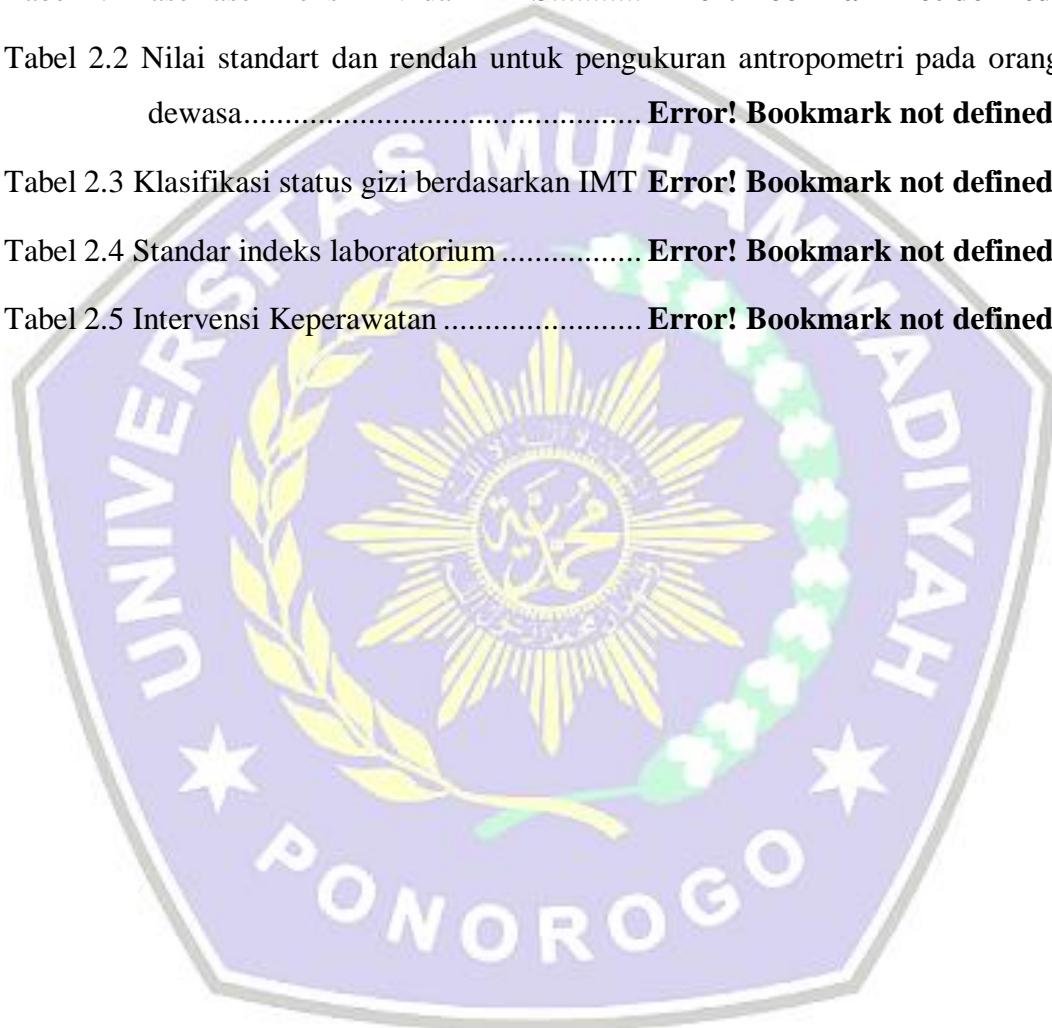 Tabel 2.2 Nilai standart dan rendah untuk pengukuran antropometri pada orang
dewasa................................................ Error! Bookmark not defined
Tabel 2.3 Klasifikasi status gizi berdasarkan IMT Error! Bookmark not defined
Tabel 2.4 Standar indeks laboratorium ................. Error! Bookmark not defined
Tabel 2.5 Intervensi Keperawatan ........................ Error! Bookmark not defined
UNIVERSITAS MUHAMMADIYAH
PONOROGO